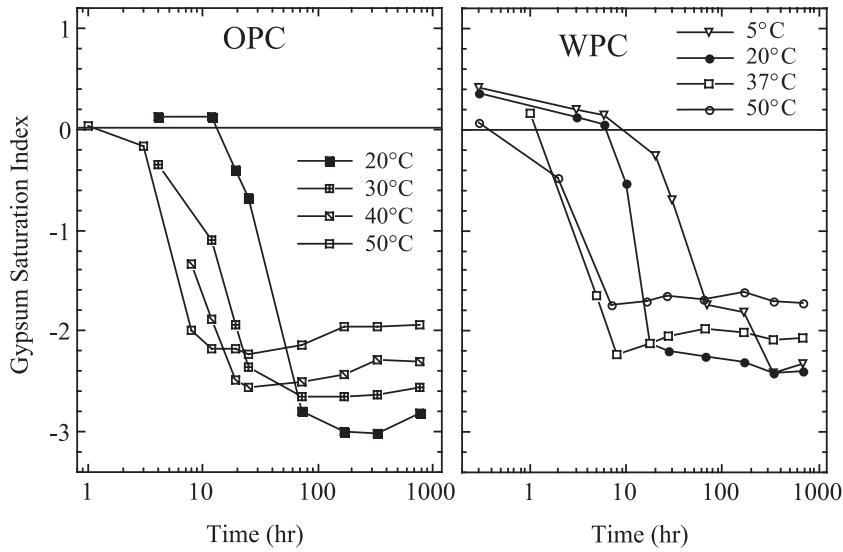 OPC
WPC
5°C
20°C
37°C
50°C
20°C
30°C
40°C
50°C
Gypsum Saturation Index
1
0
-1
-2
-3
1
10
100
1000
1
10
100
1000
Time (hr)
Time (hr)